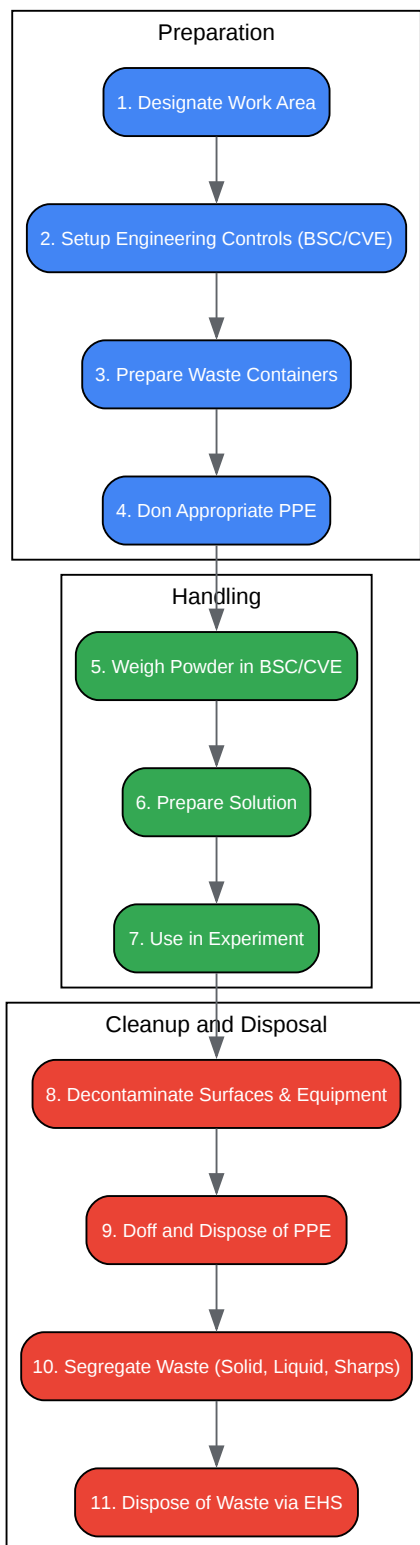 Preparation
1. Designate Work Area
2. Setup Engineering Controls (BSC/CVE)
3. Prepare Waste Containers
4. Don Appropriate PPE
Handling
5. Weigh Powder in BSC/CVE
6. Prepare Solution
7. Use in Experiment
Cleanup and Disposal
8. Decontaminate Surfaces & Equipment
9. Doff and Dispose of PPE
10. Segregate Waste (Solid, Liquid, Sharps)
11. Dispose of Waste via EHS